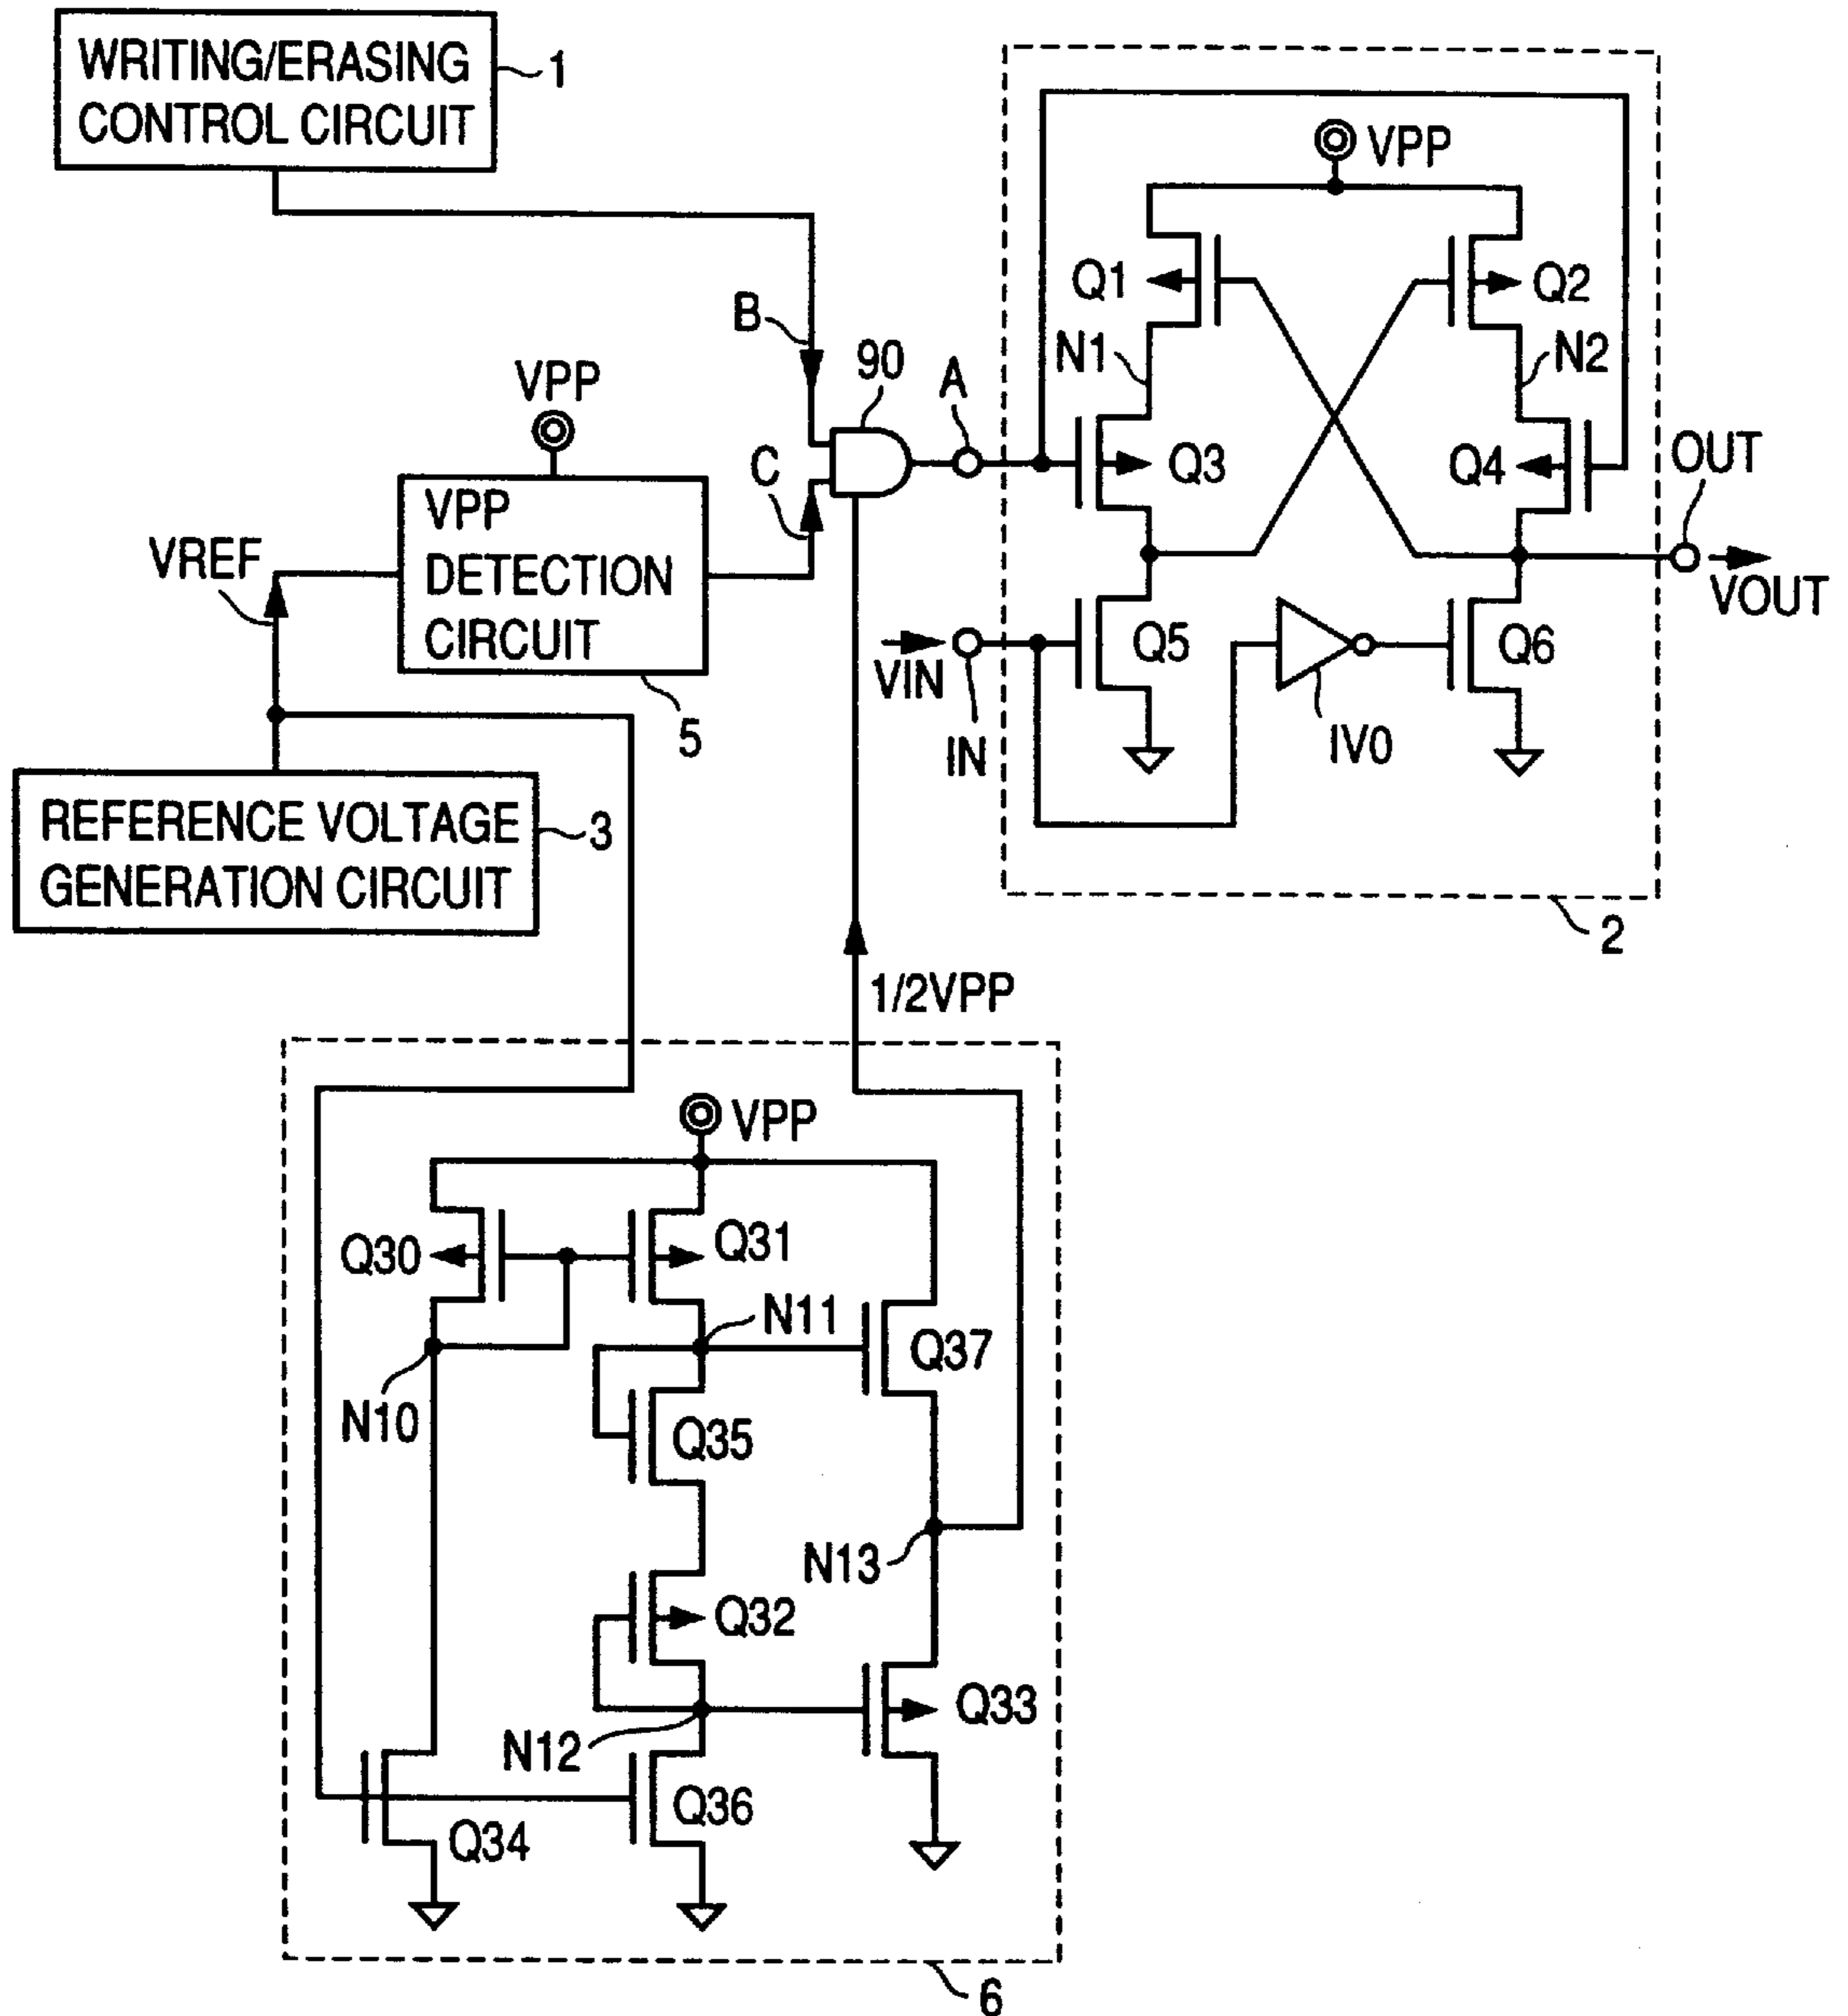 WRITING/ERASING
CONTROL CIRCUIT
1
VPP
Q1
Q2
B
N1
N2
90
VPP
A
C
Q3
Q4
OUT
VPP
DETECTION
CIRCUIT
VREF
VOUT
Q5
Q6
VIN
5
IN
IV0
REFERENCE VOLTAGE
GENERATION CIRCUIT
3
2
1/2VPP
VPP
Q30
Q31
N11
Q37
N10
Q35
N13
Q32
Q33
N12
Q36
Q34
6